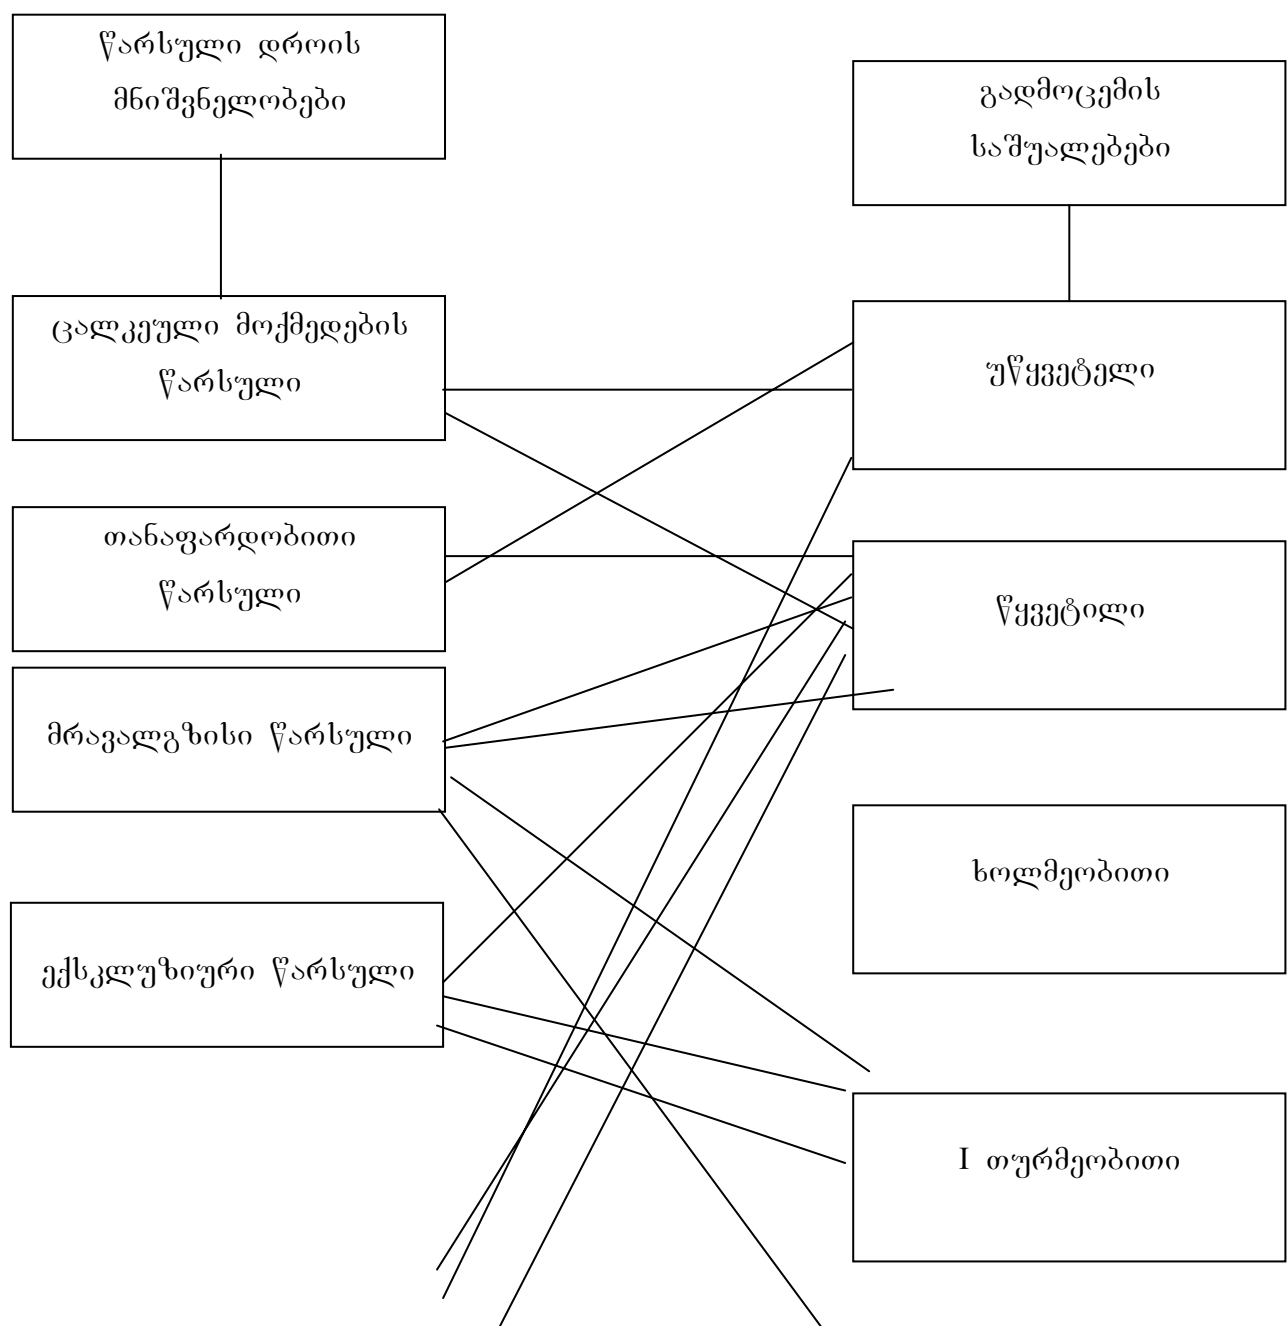 წარსული დროის
მნიშვნელობები
გადმოცემის
საშუალებები
ცალკეული მოქმედების
წარსული
უწყვეტელი
თანაფარდობითი
წარსული
წყვეტილი
მრავალგზისი წარსული
ხოლმეობითი
ექსკლუზიური წარსული
I თურმეობითი